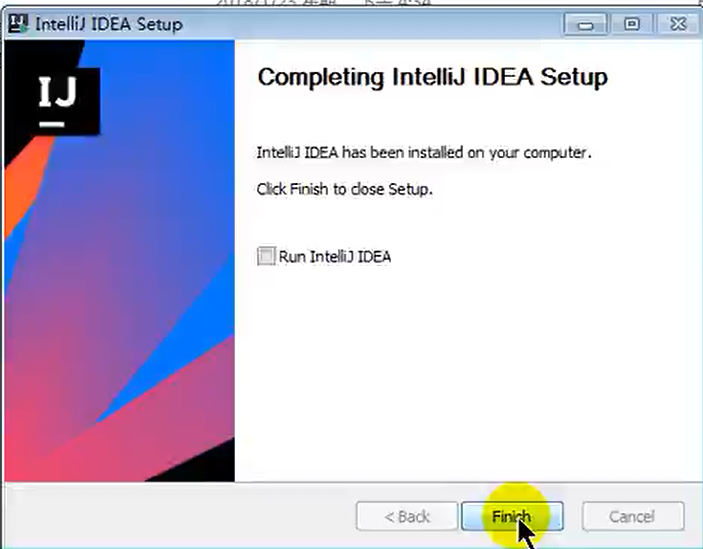 IntelliJ IDEA Setup
IJ
Completing IntelliJ IDEA Setup
IntelliJ IDEA has been installed on your computer.
Click Finish to close Setup.
Run IntelliJ IDEA
< Back
Finish
Cancel